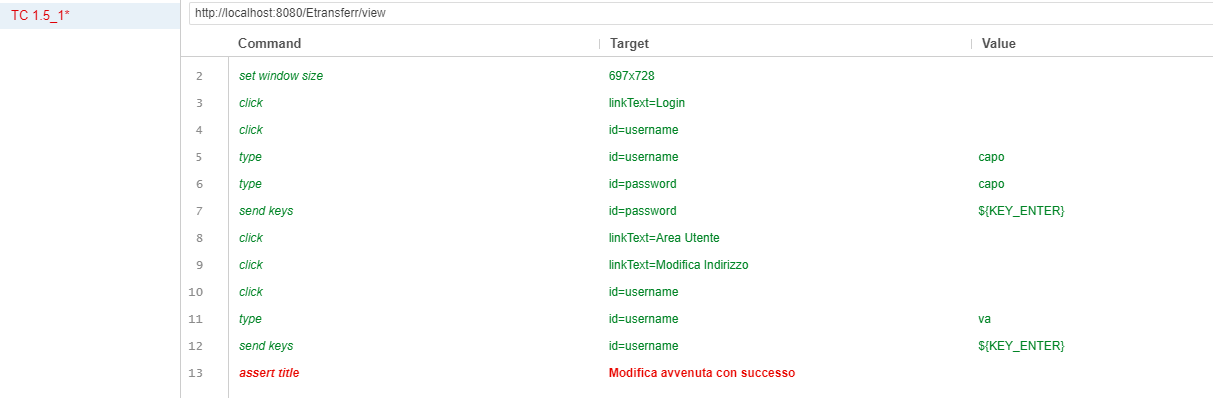 TC 1.5_1*
http://localhost:8080/Etransferr/view
Command Target Value
2 set window size 697x728
3 click linkText=Login
4 click id=username
5 type id=username capo
6 type id=password capo
7 send keys id=password ${KEY_ENTER}
8 click linkText=Area Utente
9 click linkText=Modifica Indirizzo
10 click id=username
11 type id=username va
12 send keys id=username ${KEY_ENTER}
13 assert title Modifica avvenuta con successo